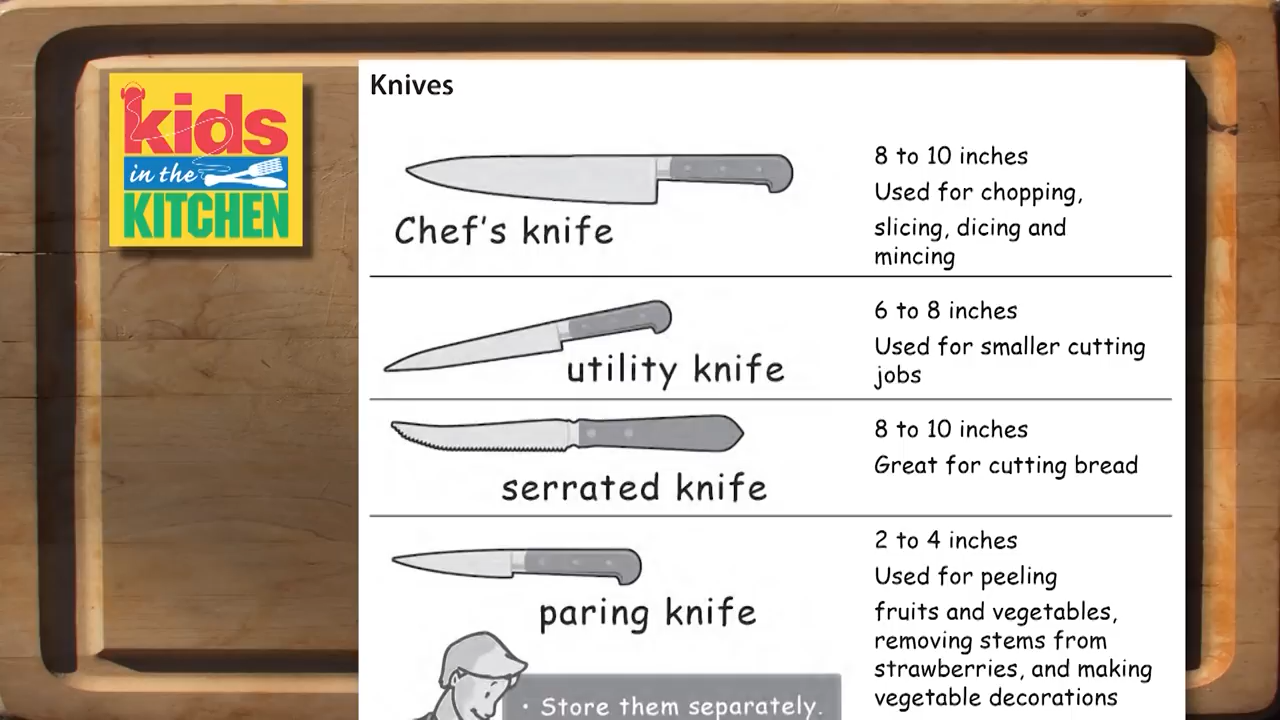 kids
in the
KITCHEN
Knives
Chef's knife
8 to 10 inches
Used for chopping,
slicing, dicing and
mincing
utility knife
6 to 8 inches
Used for smaller cutting
jobs
serrated knife
8 to 10 inches
Great for cutting bread
paring knife
2 to 4 inches
Used for peeling
fruits and vegetables,
removing stems from
strawberries, and making
vegetable decorations
• Store them separately.